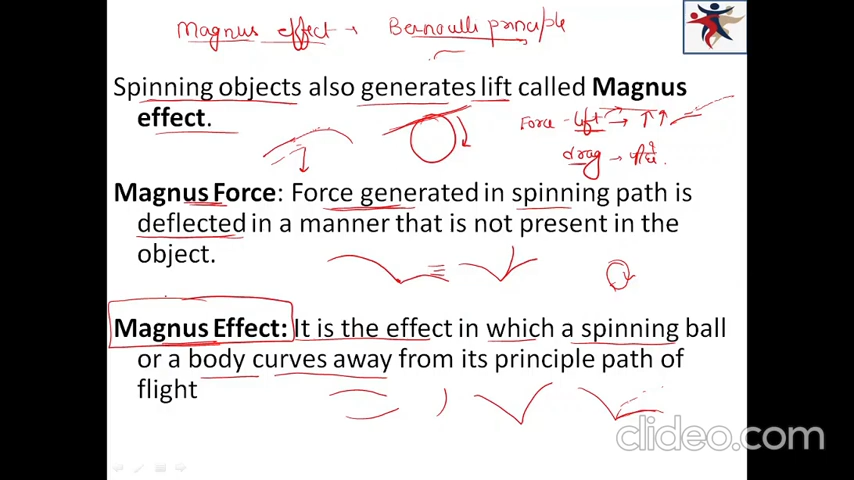 Magnus effect → Bernoulli principle
Spinning objects also generates lift called Magnus
effect.
Force - lift → ↑↑
drag →
Magnus Force: Force generated in spinning path is
deflected in a manner that is not present in the
object.
Magnus Effect: It is the effect in which a spinning ball
or a body curves away from its principle path of
flight
clideo.com